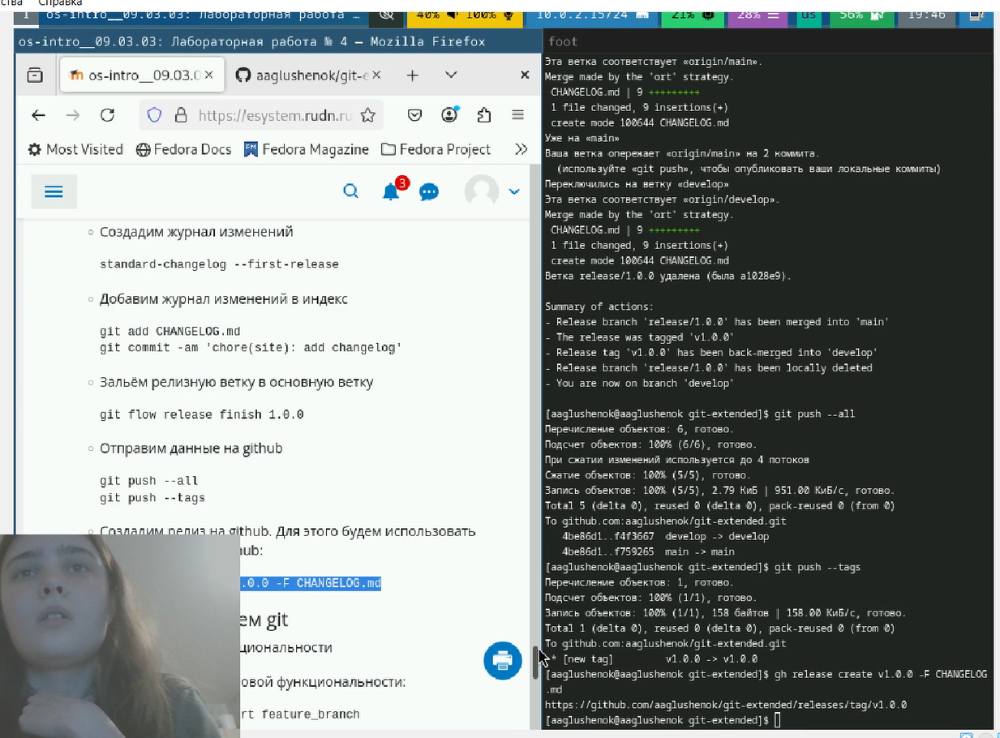 ства Справка
1 os-intro__09.03.03: Лабораторная работа … 40% 100% 10.0.2.15/24 21% 28% us 56% 19:46
os-intro__09.03.03: Лабораторная работа № 4 — Mozilla Firefox
os-intro__09.03.0 aaglushenok/git-e
https://esystem.rudn.ru
Most Visited Fedora Docs Fedora Magazine Fedora Project
3
Создадим журнал изменений
standard-changelog --first-release
Добавим журнал изменений в индекс
git add CHANGELOG.md
git commit -am 'chore(site): add changelog'
Зальём релизную ветку в основную ветку
git flow release finish 1.0.0
Отправим данные на github
git push --all
git push --tags
Создадим релиз на github. Для этого будем использовать
hub:
.0.0 -F CHANGELOG.md
ем git
циональности
овой функциональности:
rt feature_branch
foot
Эта ветка соответствует «origin/main».
Merge made by the 'ort' strategy.
CHANGELOG.md | 9 +++++++++
1 file changed, 9 insertions(+)
create mode 100644 CHANGELOG.md
Уже на «main»
Ваша ветка опережает «origin/main» на 2 коммита.
(используйте «git push», чтобы опубликовать ваши локальные коммиты)
Переключились на ветку «develop»
Эта ветка соответствует «origin/develop».
Merge made by the 'ort' strategy.
CHANGELOG.md | 9 +++++++++
1 file changed, 9 insertions(+)
create mode 100644 CHANGELOG.md
Ветка release/1.0.0 удалена (была a1028e9).
Summary of actions:
- Release branch 'release/1.0.0' has been merged into 'main'
- The release was tagged 'v1.0.0'
- Release tag 'v1.0.0' has been back-merged into 'develop'
- Release branch 'release/1.0.0' has been locally deleted
- You are now on branch 'develop'
[aaglushenok@aaglushenok git-extended]$ git push --all
Перечисление объектов: 6, готово.
Подсчет объектов: 100% (6/6), готово.
При сжатии изменений используется до 4 потоков
Сжатие объектов: 100% (5/5), готово.
Запись объектов: 100% (5/5), 2.79 КиБ | 951.00 КиБ/с, готово.
Total 5 (delta 0), reused 0 (delta 0), pack-reused 0 (from 0)
To github.com:aaglushenok/git-extended.git
4be86d1..f4f3667 develop -> develop
4be86d1..f759265 main -> main
[aaglushenok@aaglushenok git-extended]$ git push --tags
Перечисление объектов: 1, готово.
Подсчет объектов: 100% (1/1), готово.
Запись объектов: 100% (1/1), 158 байтов | 158.00 КиБ/с, готово.
Total 1 (delta 0), reused 0 (delta 0), pack-reused 0 (from 0)
To github.com:aaglushenok/git-extended.git
* [new tag] v1.0.0 -> v1.0.0
[aaglushenok@aaglushenok git-extended]$ gh release create v1.0.0 -F CHANGELOG
.md
https://github.com/aaglushenok/git-extended/releases/tag/v1.0.0
[aaglushenok@aaglushenok git-extended]$